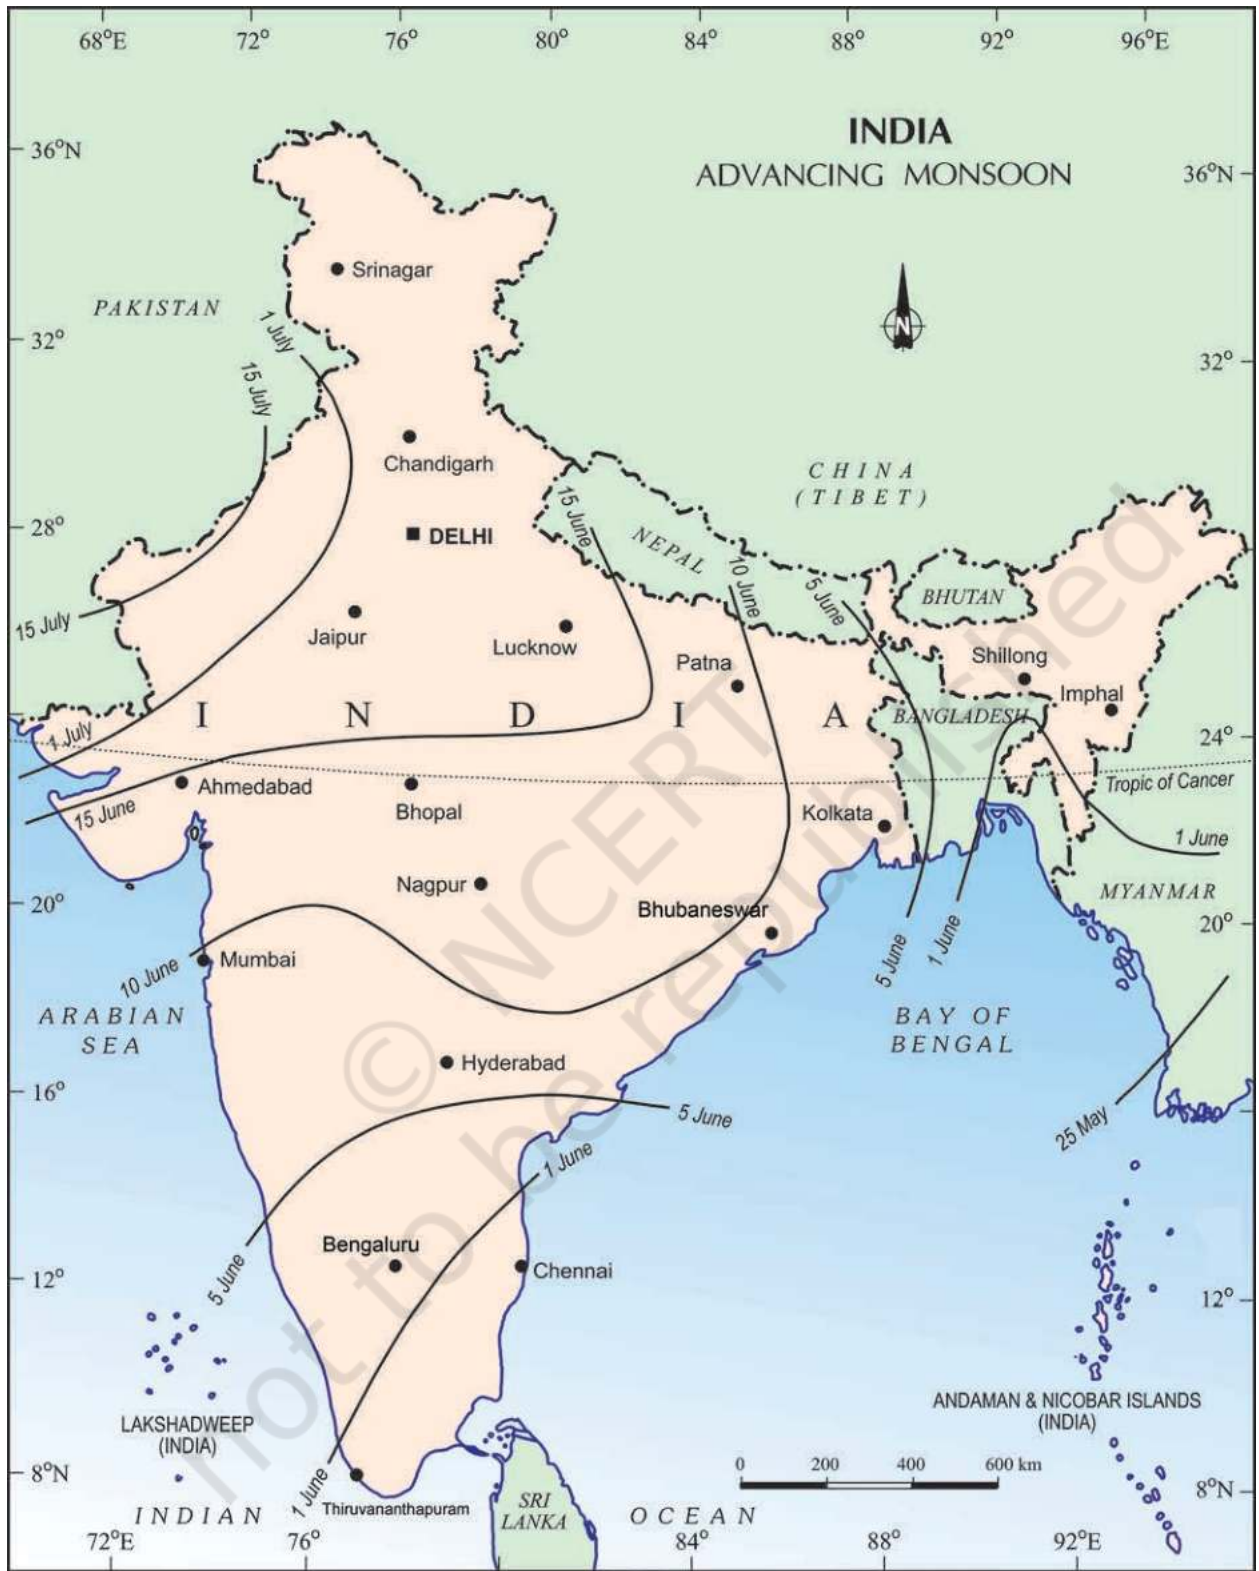 68°E 72° 76° 80° 84° 88° 92° 96°E
INDIA
ADVANCING MONSOON
36°N
36°N
Srinagar
PAKISTAN
1 July
32°
32°
15 July
Chandigarh
CHINA
(TIBET)
15 June
28°
28°
DELHI
NEPAL
10 June
5 June
BHUTAN
15 July
Jaipur
Lucknow
Patna
Shillong
Imphal
I N D I A
BANGLADESH
1 July
24°
Tropic of Cancer
Ahmedabad
15 June
Bhopal
Kolkata
1 June
Nagpur
MYANMAR
20°
20°
Bhubaneswar
10 June
Mumbai
5 June
1 June
ARABIAN
SEA
BAY OF
BENGAL
Hyderabad
16°
5 June
25 May
1 June
Bengaluru
5 June
12°
Chennai
12°
LAKSHADWEEP
(INDIA)
ANDAMAN & NICOBAR ISLANDS
(INDIA)
0 200 400 600 km
8°N
8°N
1 June
Thiruvananthapuram
SRI
LANKA
INDIAN OCEAN
72°E 76° 84° 88° 92°E
© NCERT
not to be republished